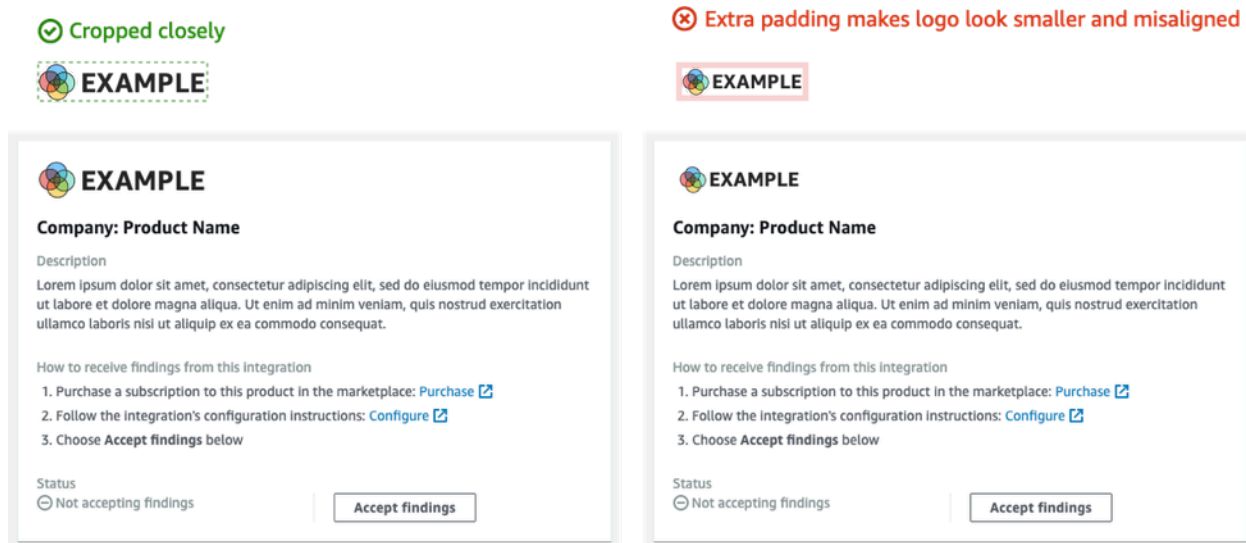 Cropped closely
EXAMPLE
EXAMPLE
Company: Product Name
Description
Lorem ipsum dolor sit amet, consectetur adipiscing elit, sed do eiusmod tempor incididunt
ut labore et dolore magna aliqua. Ut enim ad minim veniam, quis nostrud exercitation
ullamco laboris nisi ut aliquip ex ea commodo consequat.
How to receive findings from this integration
1. Purchase a subscription to this product in the marketplace: Purchase
2. Follow the integration's configuration instructions: Configure
3. Choose Accept findings below
Status
Not accepting findings
Accept findings
Extra padding makes logo look smaller and misaligned
EXAMPLE
EXAMPLE
Company: Product Name
Description
Lorem ipsum dolor sit amet, consectetur adipiscing elit, sed do eiusmod tempor incididunt
ut labore et dolore magna aliqua. Ut enim ad minim veniam, quis nostrud exercitation
ullamco laboris nisi ut aliquip ex ea commodo consequat.
How to receive findings from this integration
1. Purchase a subscription to this product in the marketplace: Purchase
2. Follow the integration's configuration instructions: Configure
3. Choose Accept findings below
Status
Not accepting findings
Accept findings